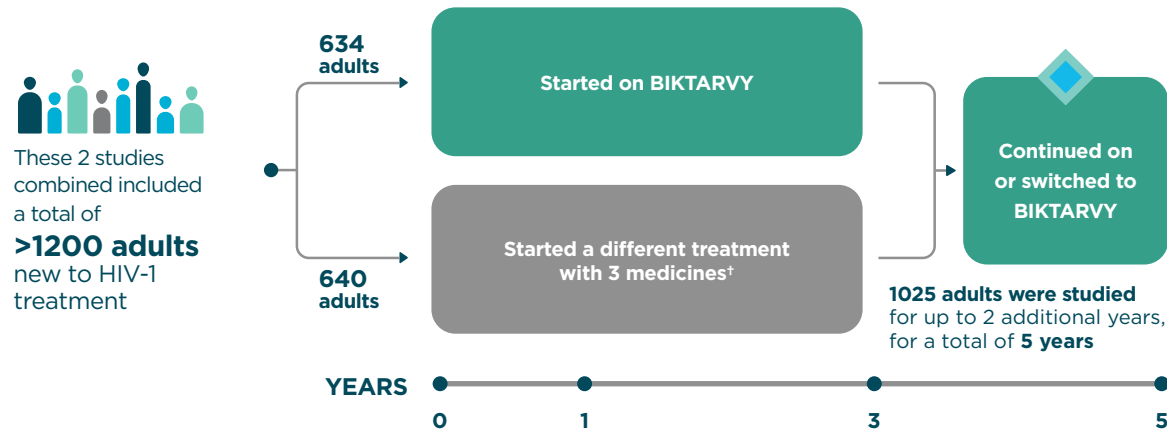 634
adults
Started on BIKTARVY
These 2 studies
combined included
a total of
>1200 adults
new to HIV-1
treatment
Continued on
or switched to
BIKTARVY
Started a different treatment
with 3 medicines†
640
adults
1025 adults were studied
for up to 2 additional years,
for a total of 5 years
YEARS
0
1
3
5